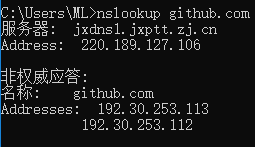 C:\Users\ML>nslookup github.com
服务器:  jxdns1.jxptt.zj.cn
Address:  220.189.127.106
非权威应答:
名称:    github.com
Addresses:  192.30.253.113
          192.30.253.112